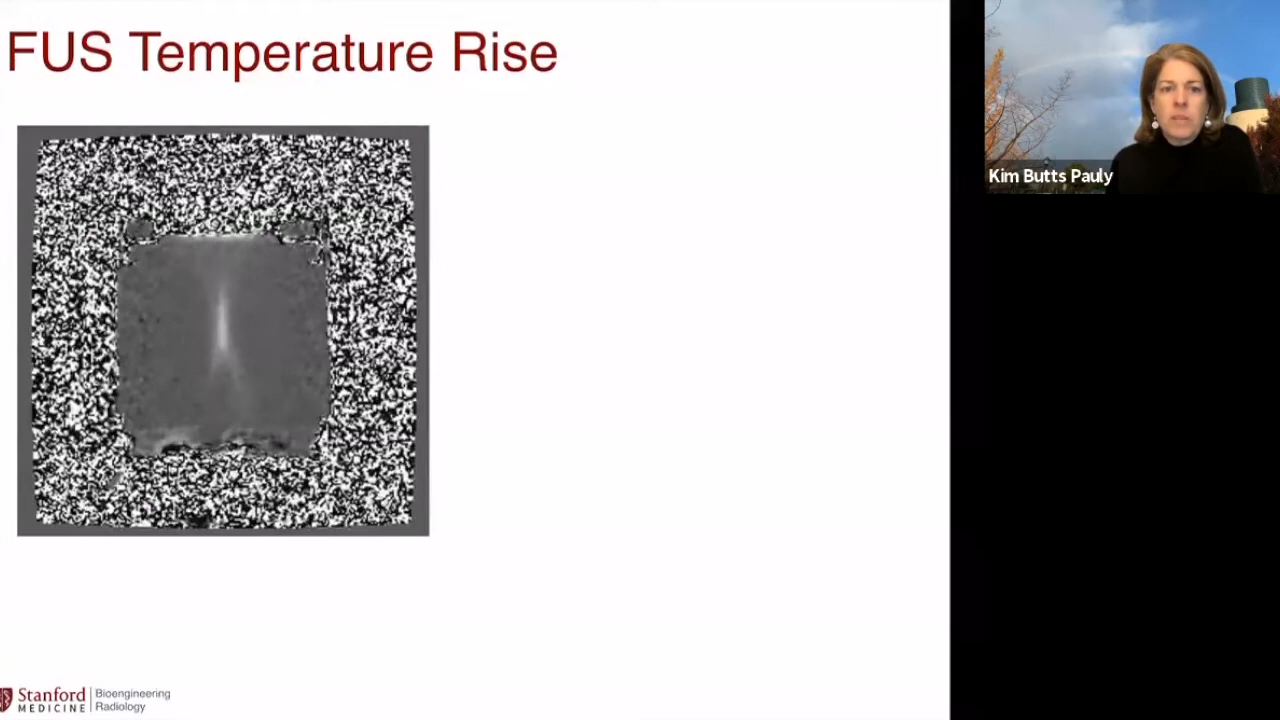 FUS Temperature Rise
Kim Butts Pauly
Stanford
MEDICINE
Bioengineering
Radiology